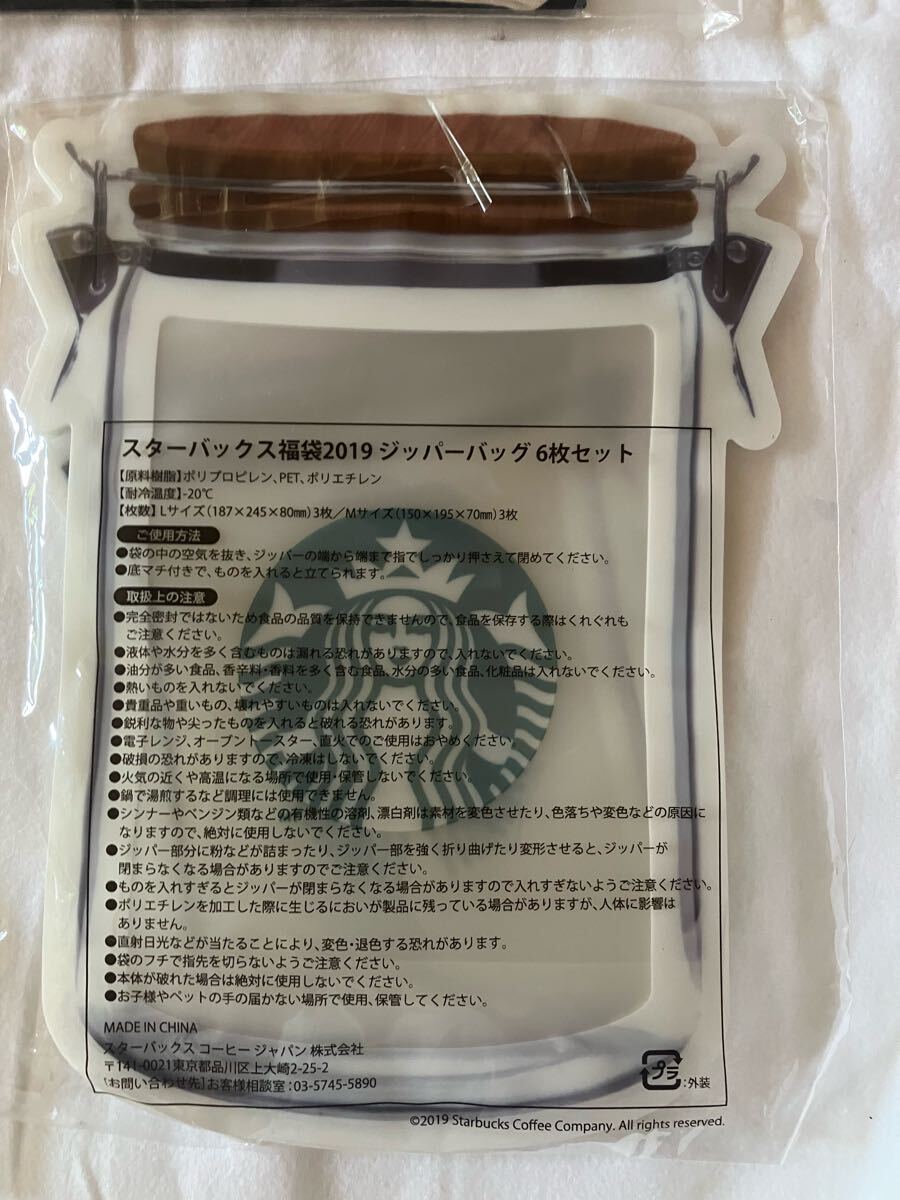 スターバックス福袋2019 ジッパーバッグ 6枚セット
【原料樹脂】ポリプロピレン、PET、ポリエチレン
【耐冷温度】-20℃
【枚数】Lサイズ(187×245×80㎜)3枚/Mサイズ(150×195×70㎜)3枚
ご使用方法
●袋の中の空気を抜き、ジッパーの端から端まで指でしっかり押さえて閉めてください。
●底マチ付きで、ものを入れると立てられます。
取扱上の注意
●完全密封ではないため食品の品質を保持できませんので、食品を保存する際はくれぐれも
ご注意ください。
●液体や水分を多く含むものは漏れる恐れがありますので、入れないでください。
●油分が多い食品、香辛料・香料を多く含む食品、水分の多い食品、化粧品は入れないでください。
●熱いものを入れないでください。
●貴重品や重いもの、壊れやすいものは入れないでください。
●鋭利な物や尖ったものを入れると破れる恐れがあります。
●電子レンジ、オーブントースター、直火でのご使用はおやめください。
●破損の恐れがありますので、冷凍はしないでください。
●火気の近くや高温になる場所で使用・保管しないでください。
●鍋で湯煎するなど調理には使用できません。
●シンナーやベンジン類などの有機性の溶剤、漂白剤は素材を変色させたり、色落ちや変色などの原因に
なりますので、絶対に使用しないでください。
●ジッパー部分に粉などが詰まったり、ジッパー部を強く折り曲げたり変形させると、ジッパーが
閉まらなくなる場合がありますのでご注意ください。
●ものを入れすぎるとジッパーが閉まらなくなる場合がありますので入れすぎないようご注意ください。
●ポリエチレンを加工した際に生じるにおいが製品に残っている場合がありますが、人体に影響は
ありません。
●直射日光などが当たることにより、変色・退色する恐れがあります。
●袋のフチで指先を切らないようご注意ください。
●本体が破れた場合は絶対に使用しないでください。
●お子様やペットの手の届かない場所で使用、保管してください。
MADE IN CHINA
スターバックス コーヒー ジャパン 株式会社
〒141-0021東京都品川区上大崎2-25-2
[お問い合わせ先]お客様相談室:03-5745-5890
プラ :外装
©2019 Starbucks Coffee Company. All rights reserved.